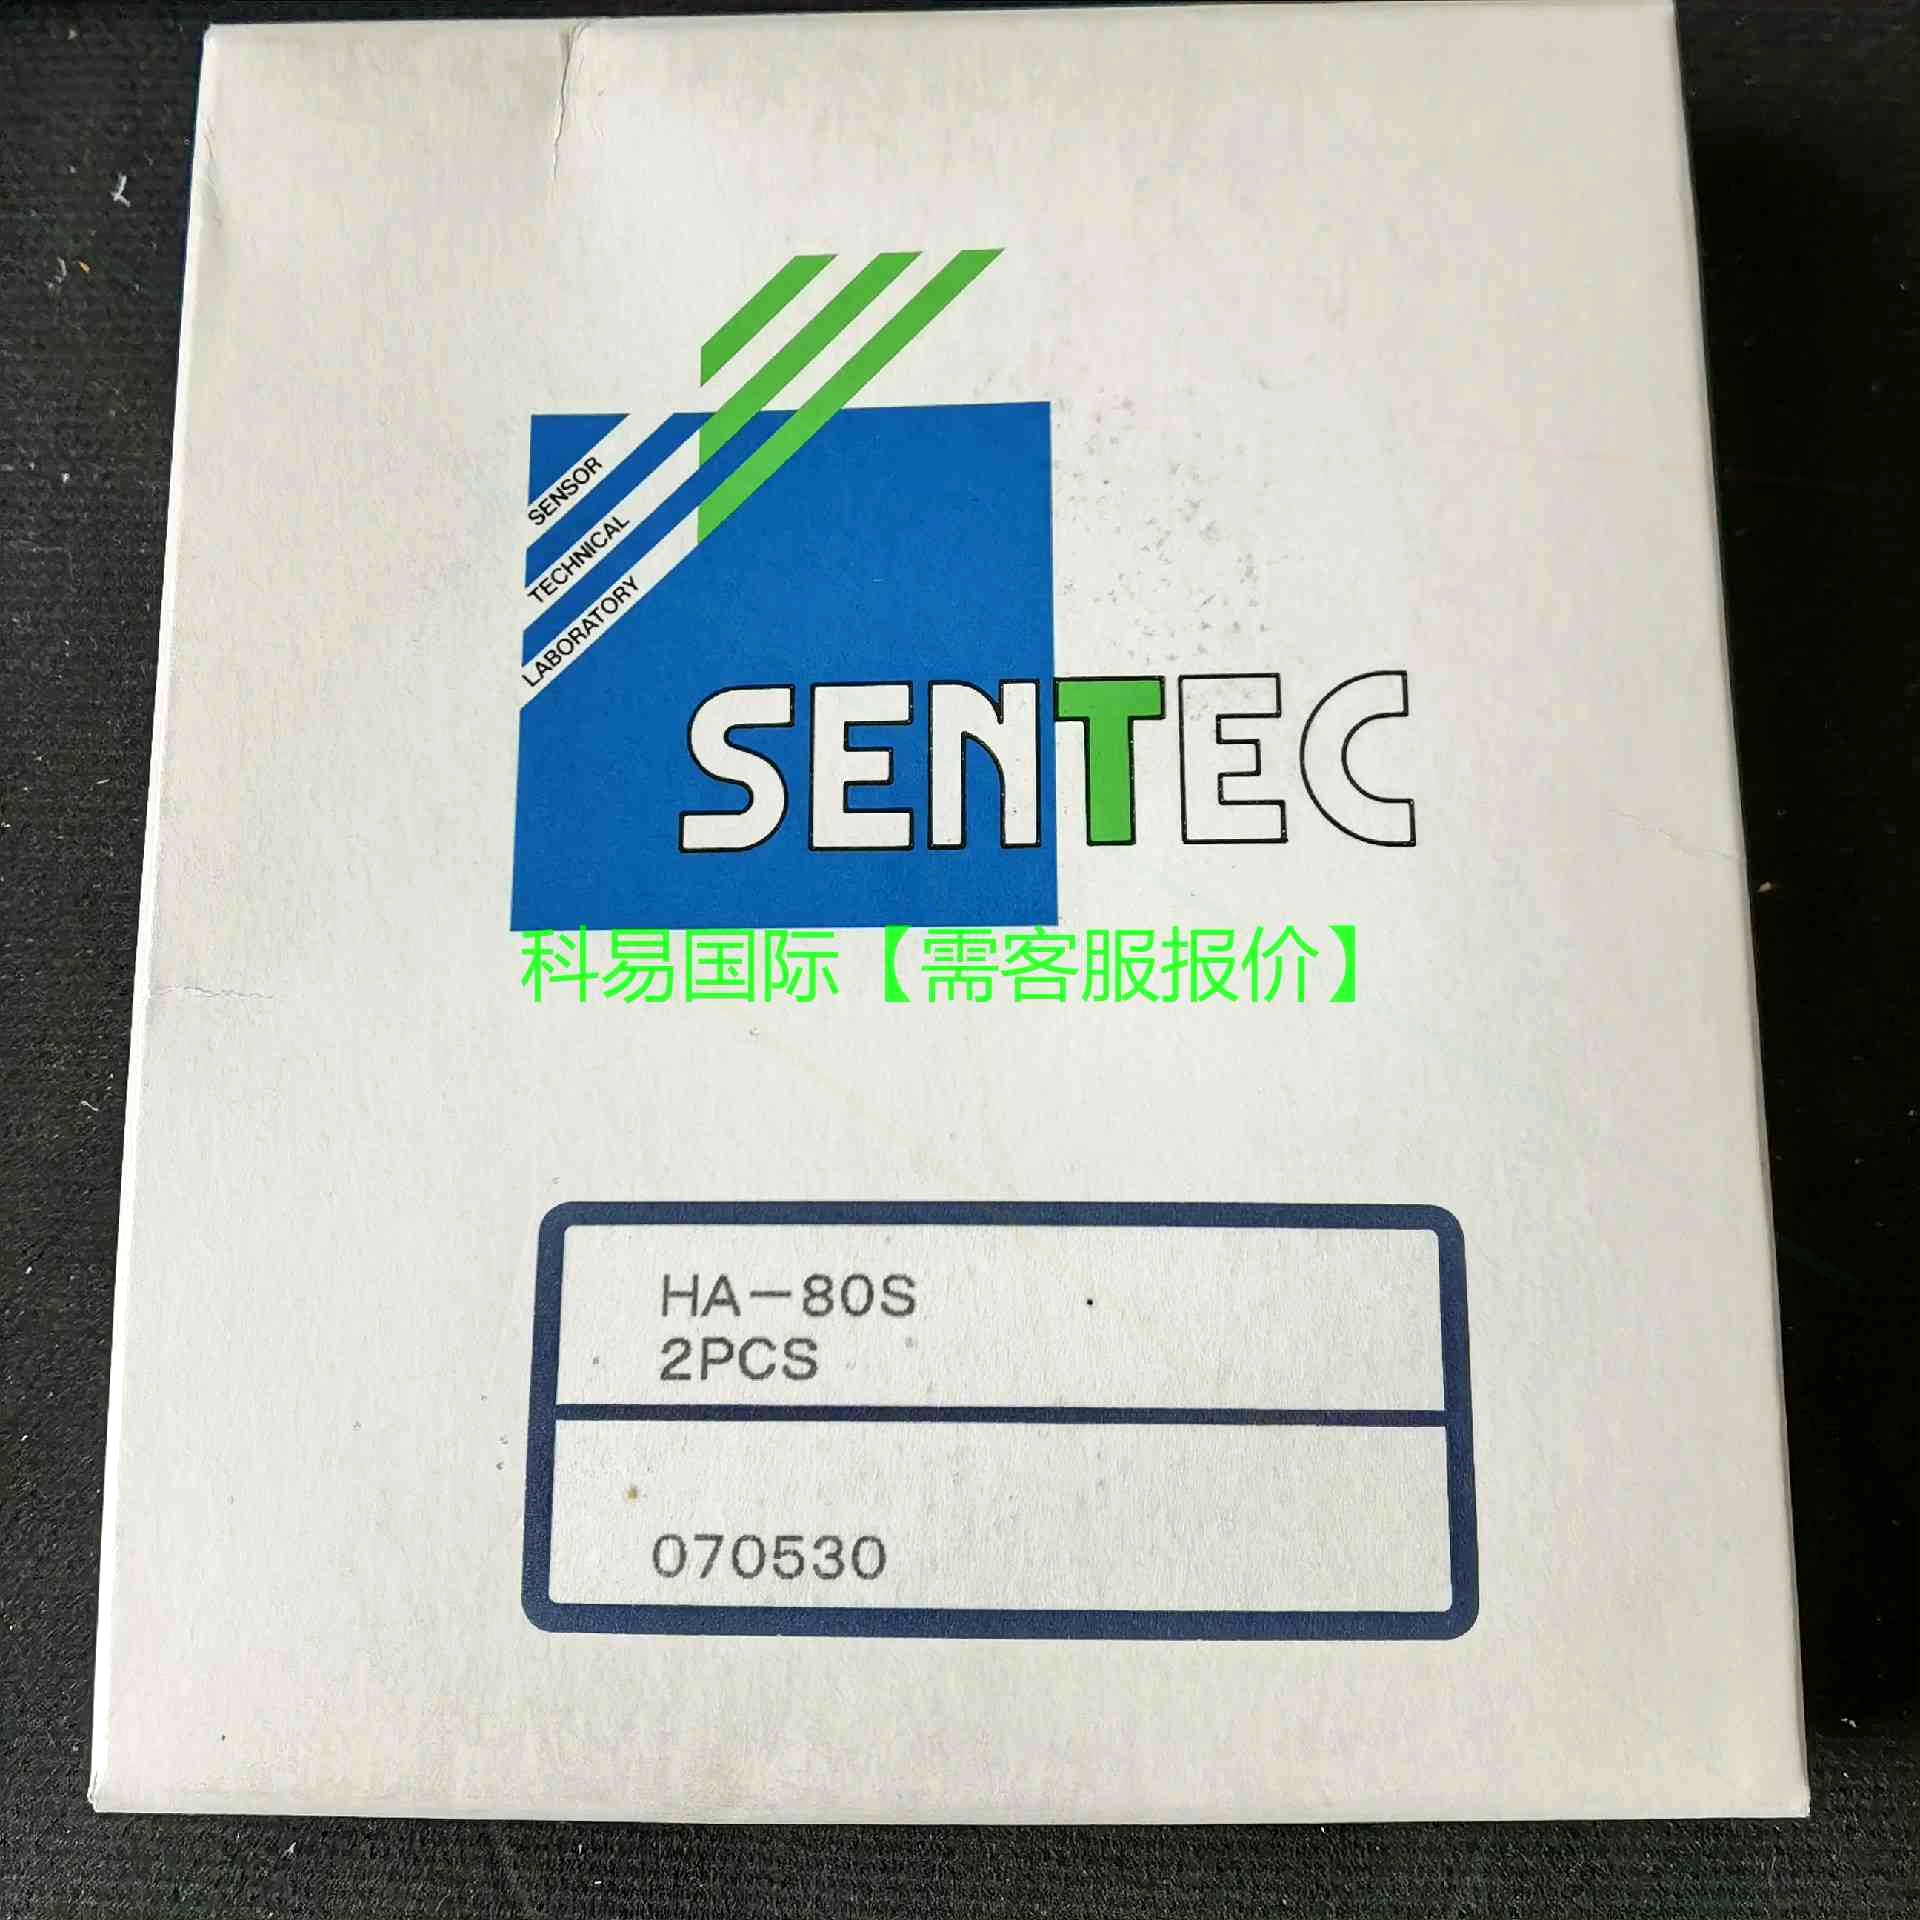 SENSOR
TECHNICAL
LABORATORY
SENTEC
科易国际【需客服报价】
HA-80S
2PCS
070530